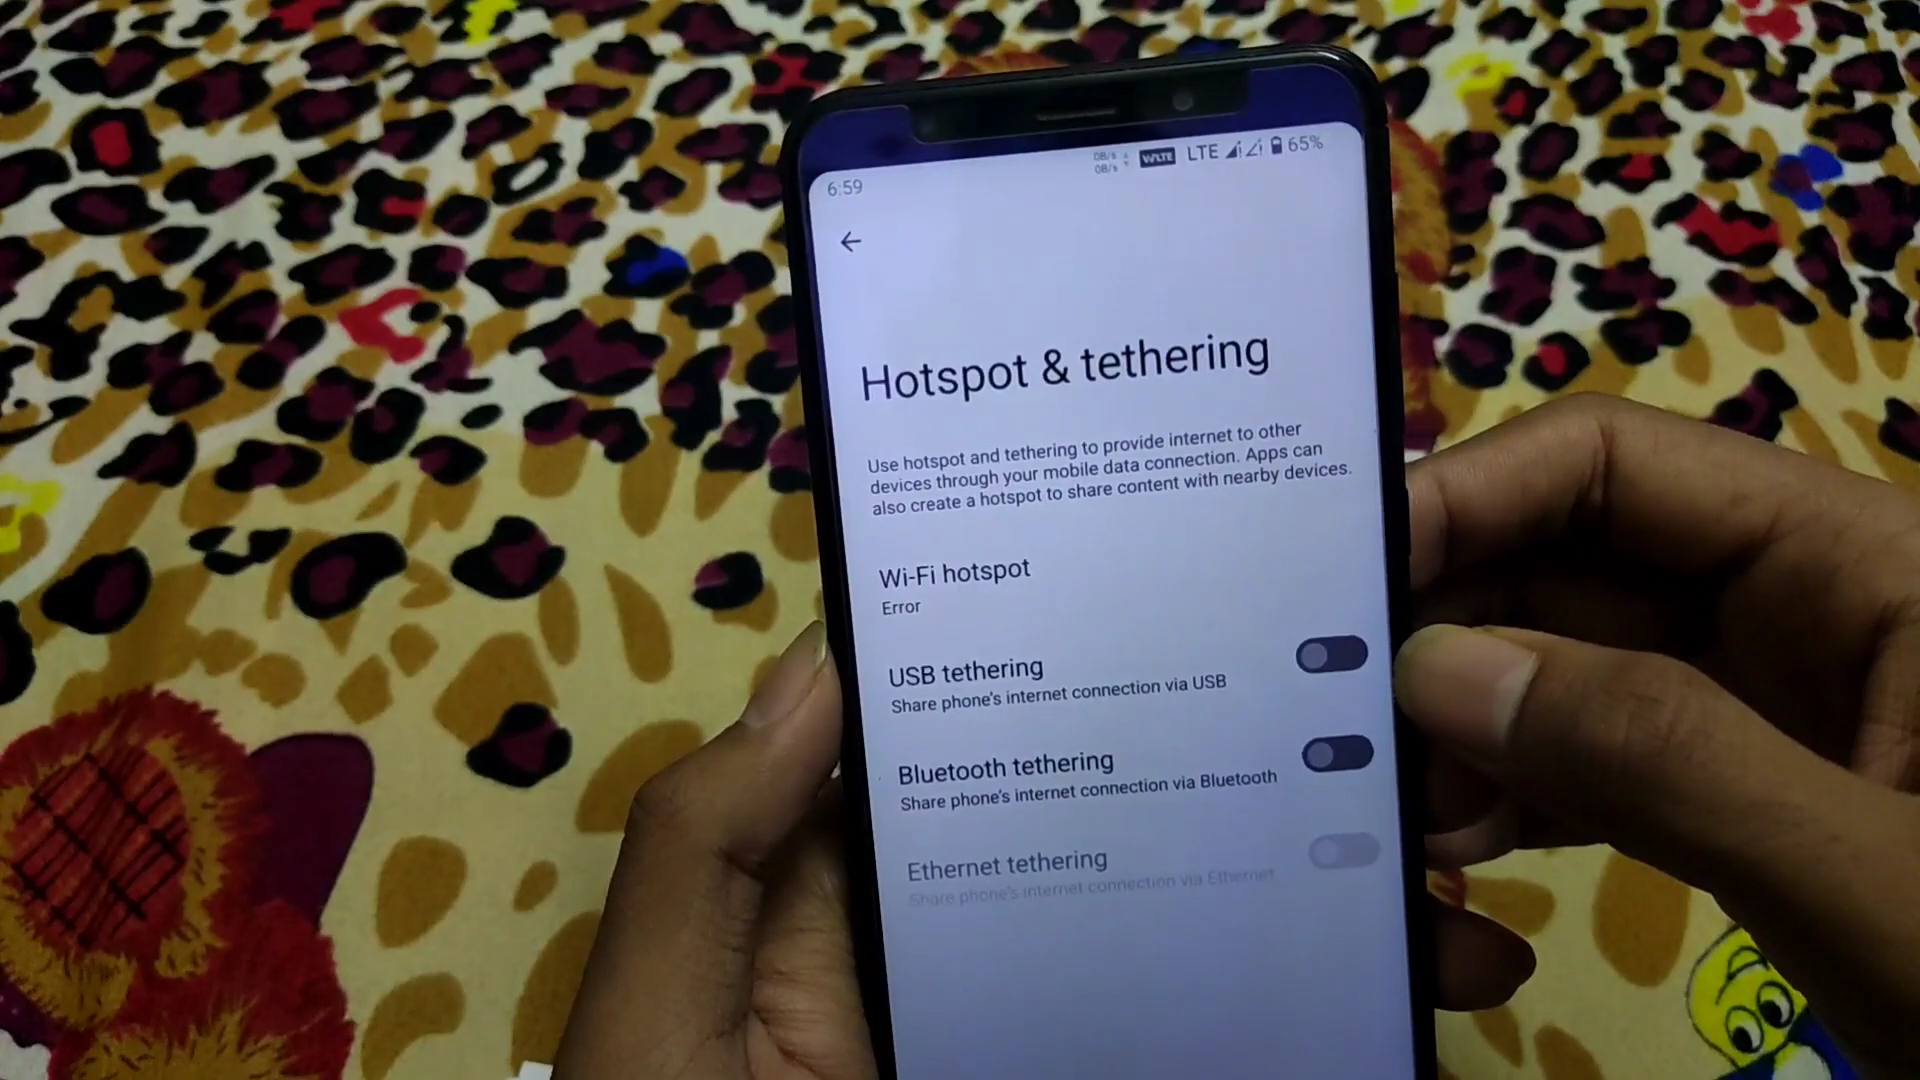 6:59
0B/s
0B/s
LTE
65%
Hotspot & tethering
Use hotspot and tethering to provide internet to other
devices through your mobile data connection. Apps can
also create a hotspot to share content with nearby devices.
Wi-Fi hotspot
Error
USB tethering
Share phone's internet connection via USB
Bluetooth tethering
Share phone's internet connection via Bluetooth
Ethernet tethering
Share phone's internet connection via Ethernet